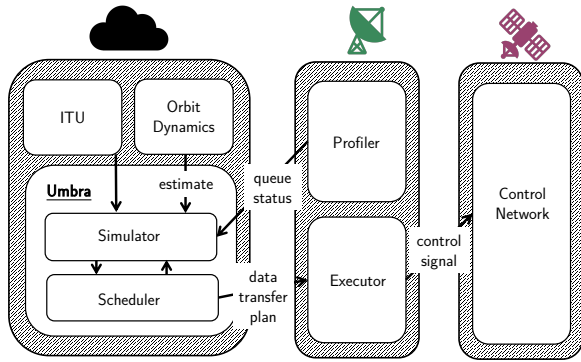 ITU
Orbit
Dynamics
Umbra
estimate
Simulator
Scheduler
queue
status
data
transfer
plan
Profiler
Executor
control
signal
Control
Network